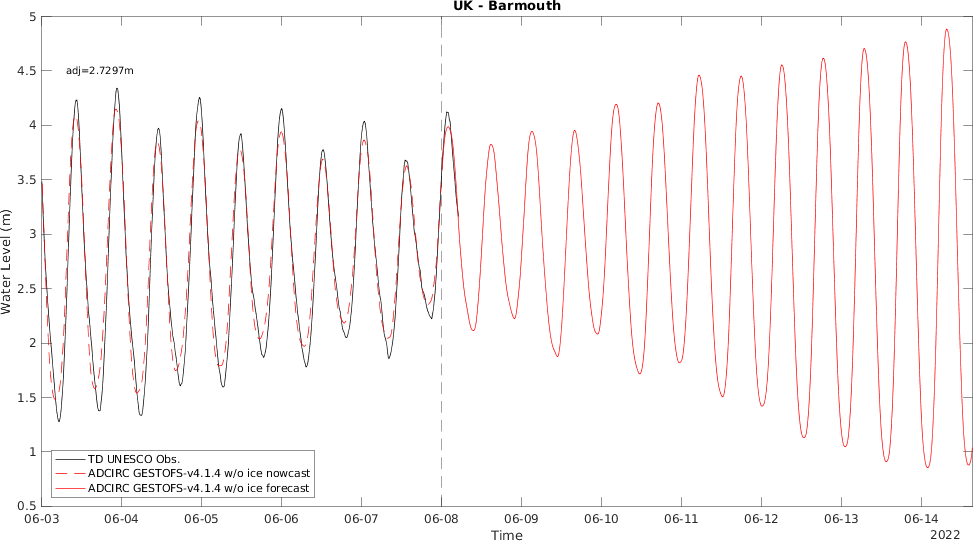 UK - Barmouth
5
4.5
adj=2.7297m
4
3.5
3
2.5
2
1.5
1
0.5
Water Level (m)
TD UNESCO Obs.
ADCIRC GESTOFS-v4.1.4 w/o ice nowcast
ADCIRC GESTOFS-v4.1.4 w/o ice forecast
06-03 06-04 06-05 06-06 06-07 06-08 06-09 06-10 06-11 06-12 06-13 06-14
Time
2022